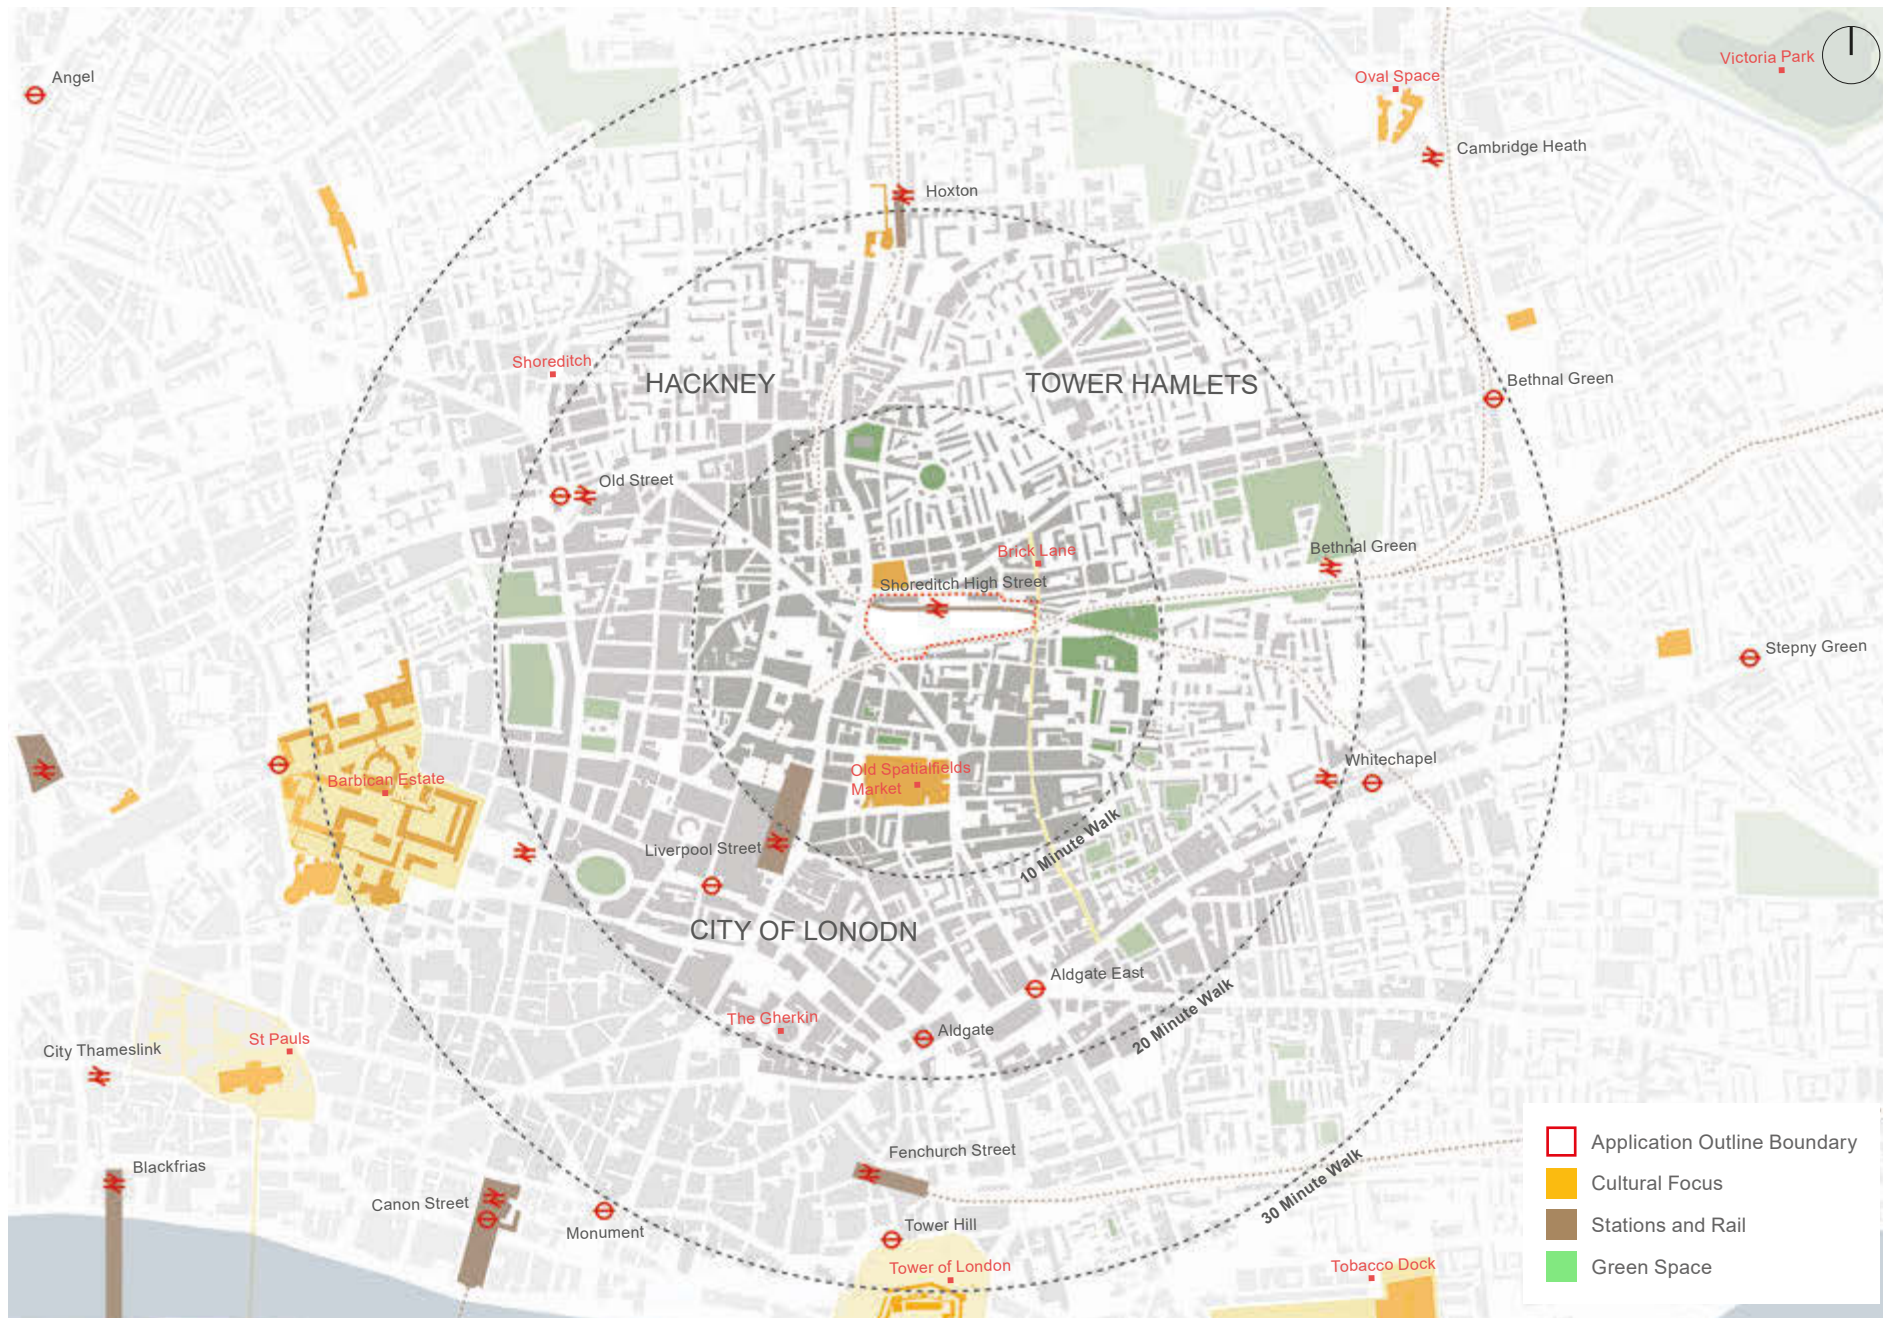 Angel
Victoria Park
Oval Space
Cambridge Heath
Hoxton
Shoreditch
HACKNEY
TOWER HAMLETS
Bethnal Green
Old Street
Brick Lane
Bethnal Green
Shoreditch High Street
Stepny Green
Whitechapel
Old Spatialfields
Market
Barbican Estate
Liverpool Street
10 Minute Walk
CITY OF LONODN
Aldgate East
20 Minute Walk
The Gherkin
Aldgate
St Pauls
City Thameslink
Fenchurch Street
30 Minute Walk
Blackfrias
Canon Street
Monument
Tower Hill
Tower of London
Tobacco Dock
Application Outline Boundary
Cultural Focus
Stations and Rail
Green Space